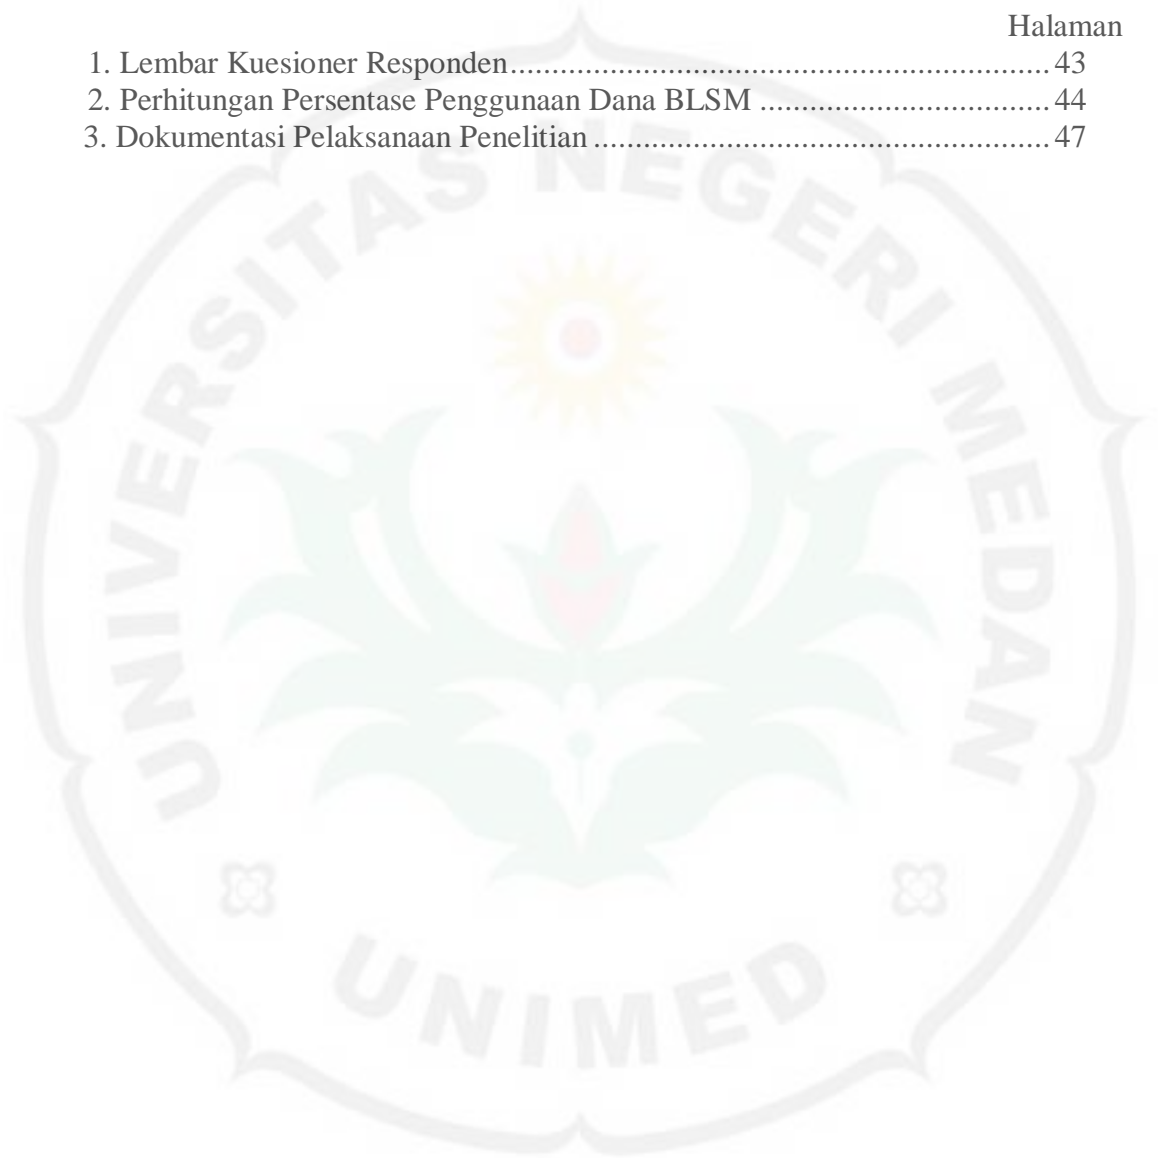 Halaman
1. Lembar Kuesioner Responden................................................................. 43
2. Perhitungan Persentase Penggunaan Dana BLSM ................................... 44
3. Dokumentasi Pelaksanaan Penelitian ....................................................... 47
UNIVERSITAS NEGERI MEDAN
UNIMED